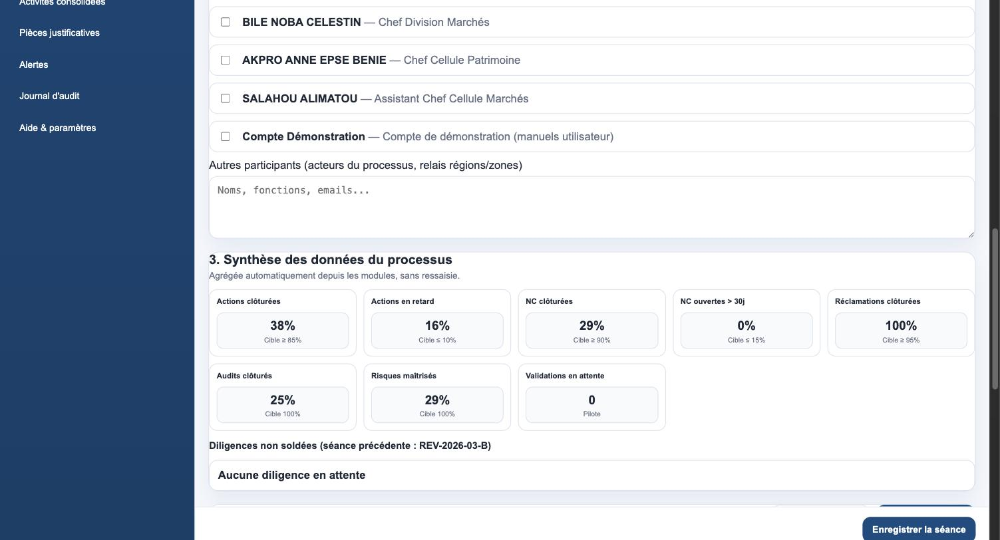 Activités consolidées
Pièces justificatives
Alertes
Journal d'audit
Aide & paramètres
BILE NOBA CELESTIN — Chef Division Marchés
AKPRO ANNE EPSE BENIE — Chef Cellule Patrimoine
SALAHOU ALIMATOU — Assistant Chef Cellule Marchés
Compte Démonstration — Compte de démonstration (manuels utilisateur)
Autres participants (acteurs du processus, relais régions/zones)
Noms, fonctions, emails...
3. Synthèse des données du processus
Agrégée automatiquement depuis les modules, sans ressaisie.
Actions clôturées
38%
Cible ≥ 85%
Actions en retard
16%
Cible ≤ 10%
NC clôturées
29%
Cible ≥ 90%
NC ouvertes > 30j
0%
Cible ≤ 15%
Réclamations clôturées
100%
Cible ≥ 95%
Audits clôturés
25%
Cible 100%
Risques maîtrisés
29%
Cible 100%
Validations en attente
0
Pilote
Diligences non soldées (séance précédente : REV-2026-03-B)
Aucune diligence en attente
Enregistrer la séance